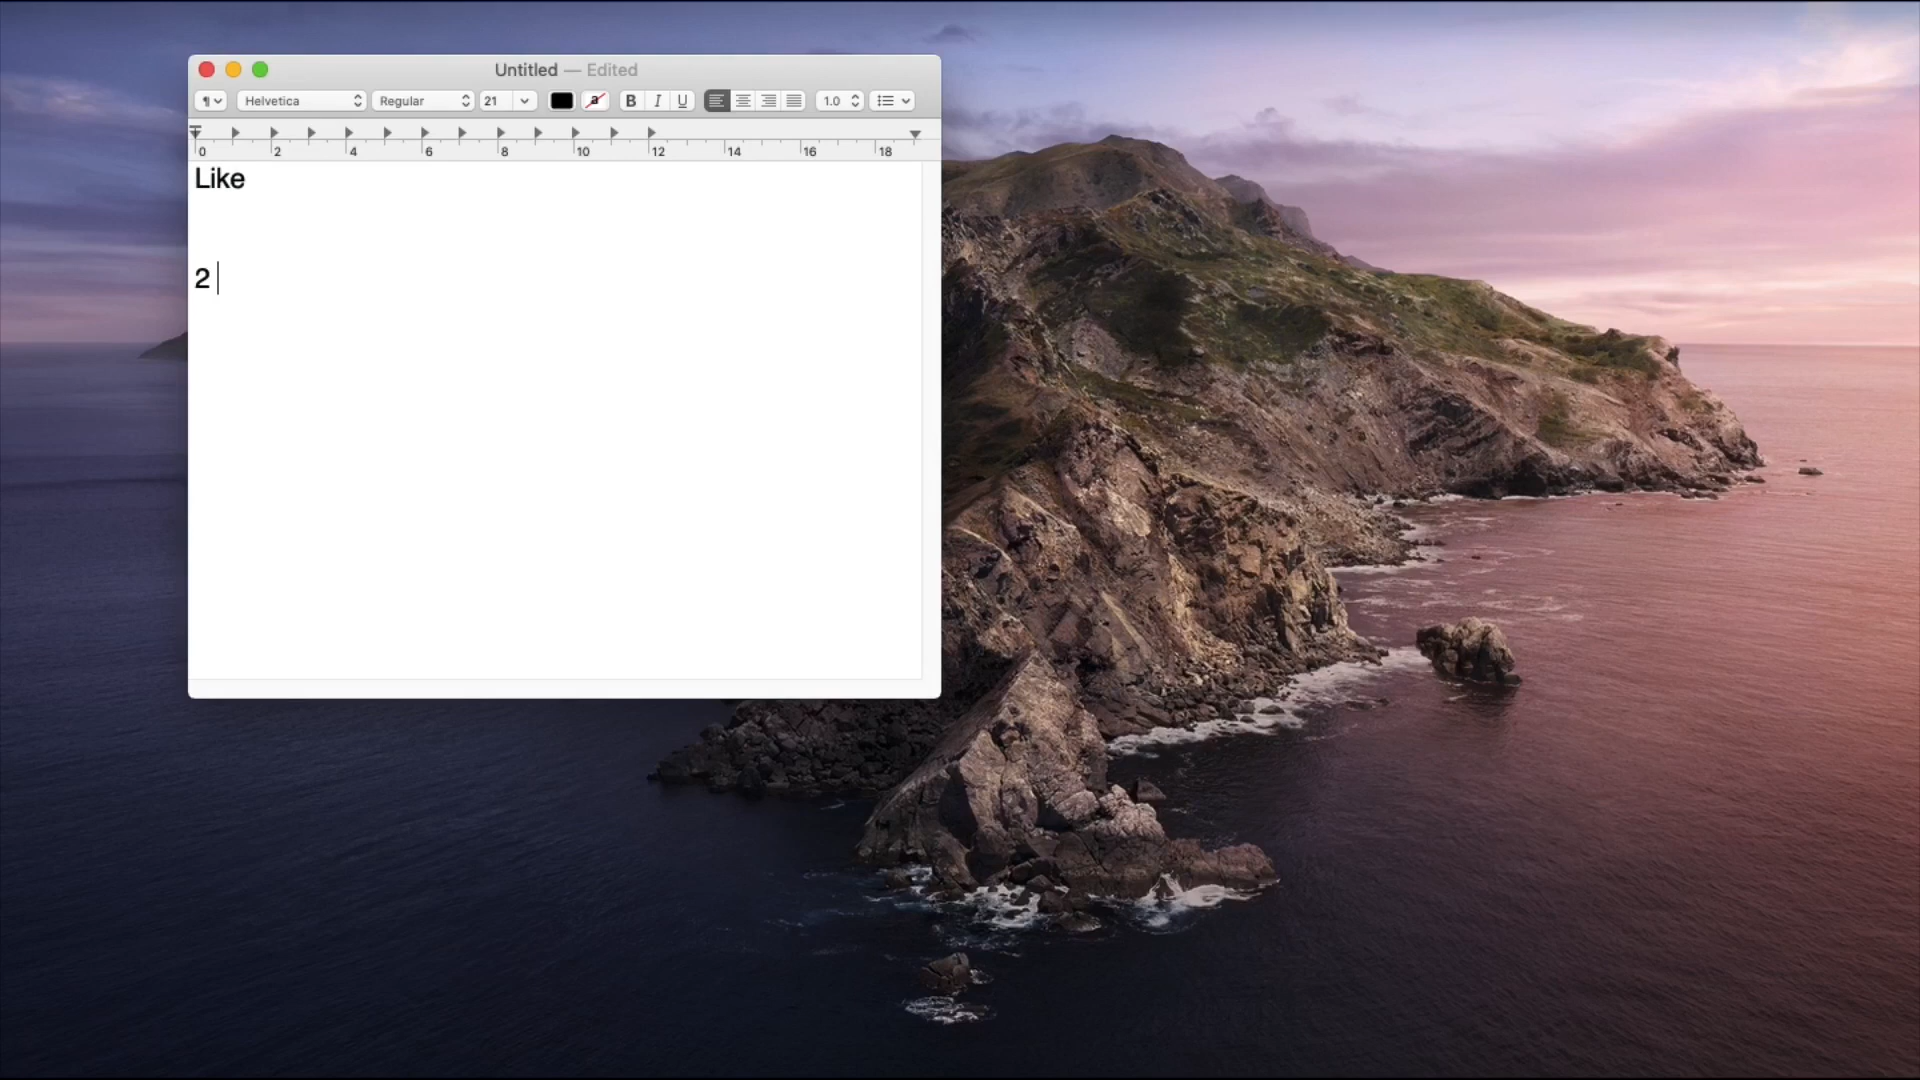 Untitled — Edited
¶ Helvetica Regular 21 a B I U 1.0
0 2 4 6 8 10 12 14 16 18
Like
2